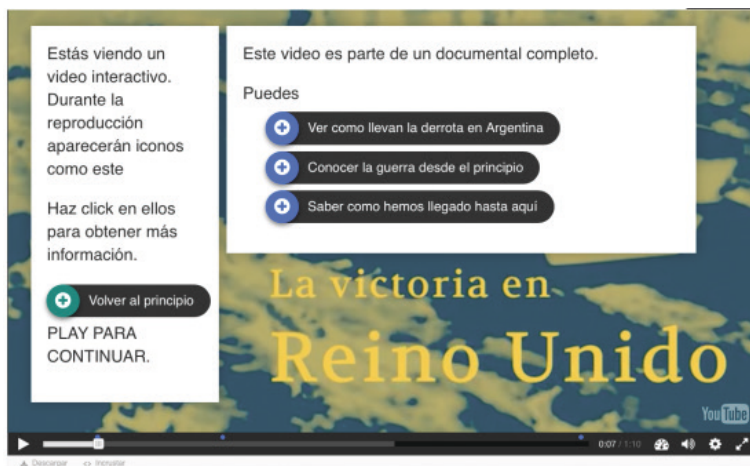 Estás viendo un
video interactivo.
Durante la
reproducción
aparecerán iconos
como este
Haz click en ellos
para obtener más
información.
Volver al principio
PLAY PARA
CONTINUAR.
Este video es parte de un documental completo.
Puedes
Ver como llevan la derrota en Argentina
Conocer la guerra desde el principio
Saber como hemos llegado hasta aquí
La victoria en
Reino Unido
YouTube
0:07 / 1:10
Descargar Incrustar